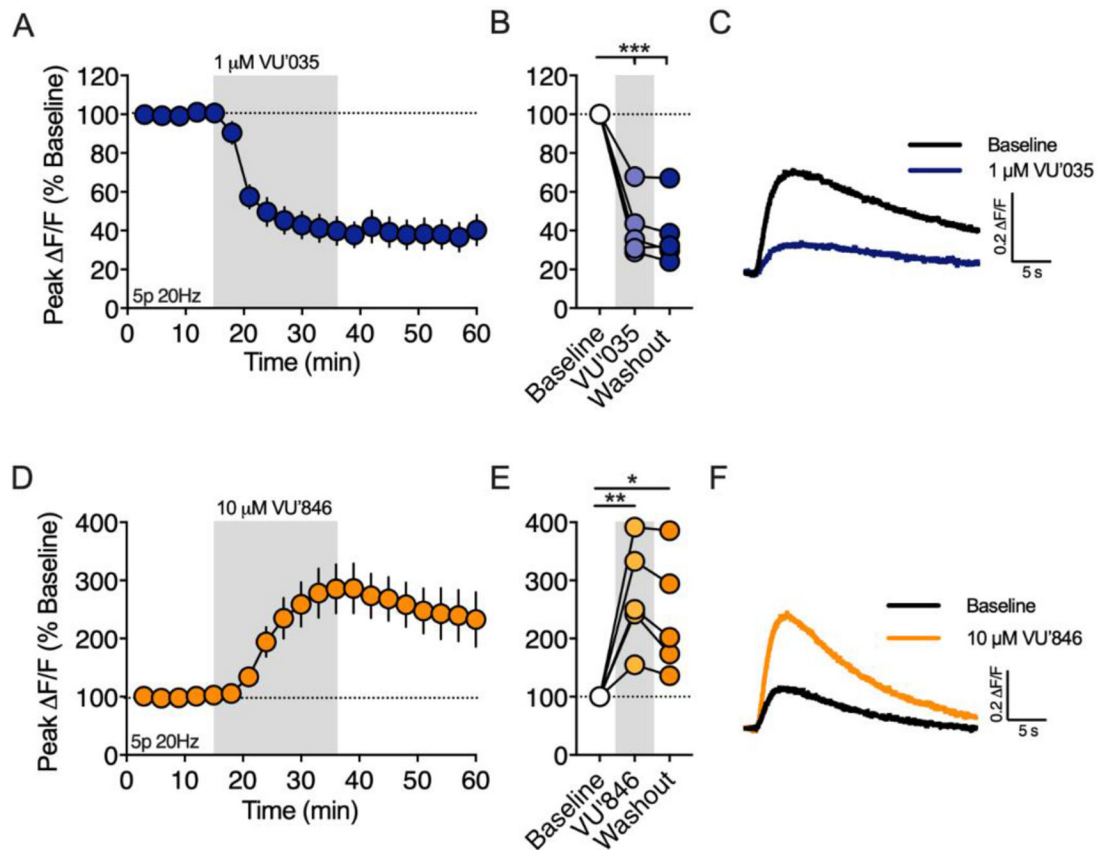 A
1 μM VU'035
Peak ΔF/F (% Baseline)
120
100
80
60
40
20
0
5p 20Hz
0 10 20 30 40 50 60
Time (min)
B
***
120
100
80
60
40
20
0
Baseline
VU'035
Washout
C
Baseline
1 μM VU'035
0.2 ΔF/F
5 s
D
10 μM VU'846
Peak ΔF/F (% Baseline)
400
300
200
100
0
5p 20Hz
0 10 20 30 40 50 60
Time (min)
E
*
**
400
300
200
100
0
Baseline
VU'846
Washout
F
Baseline
10 μM VU'846
0.2 ΔF/F
5 s